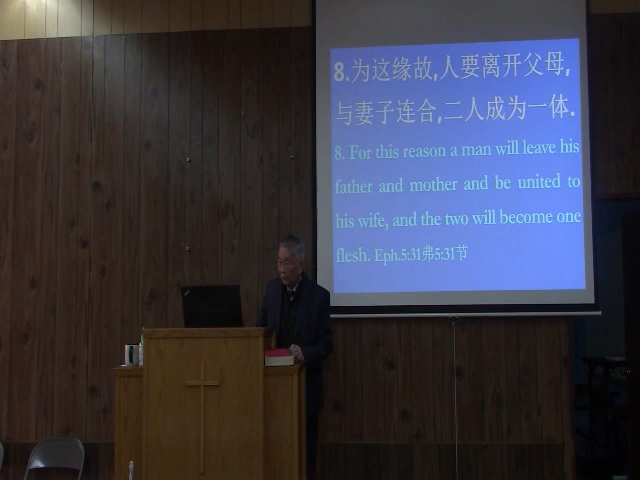 8.为这缘故,人要离开父母,
与妻子连合,二人成为一体.
8. For this reason a man will leave his
father and mother and be united to
his wife, and the two will become one
flesh. Eph.5:31弗5:31节